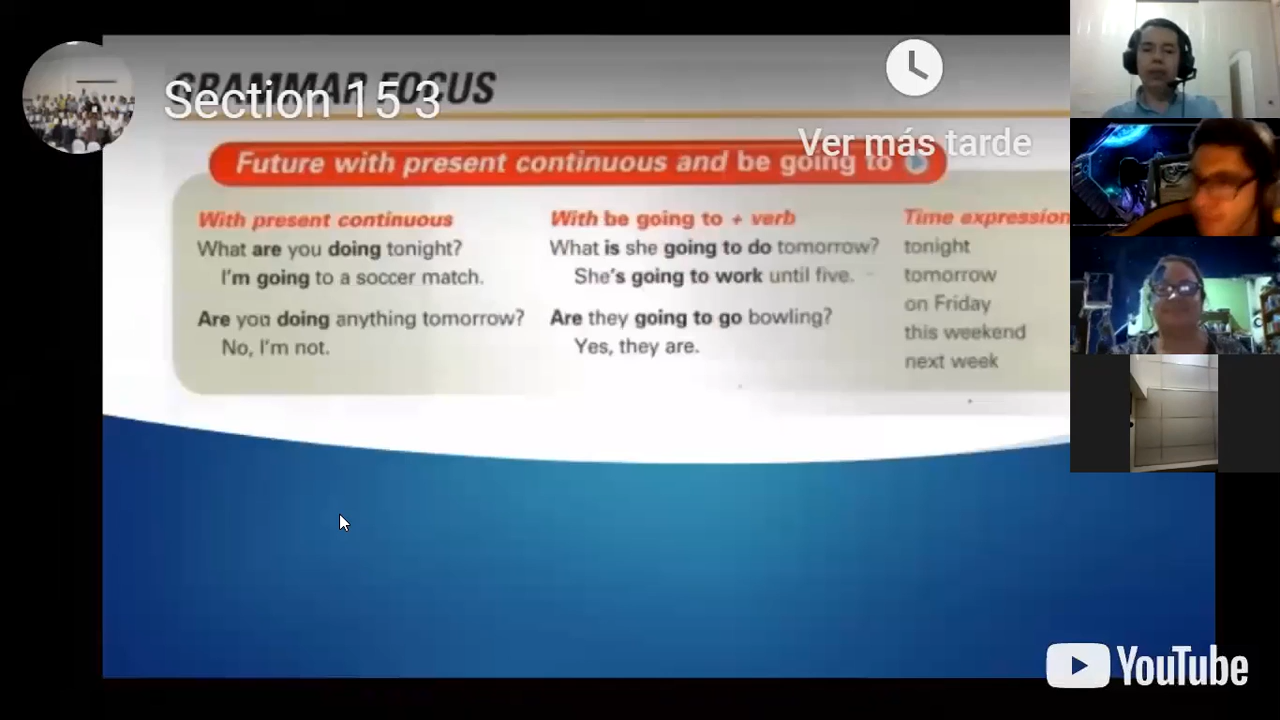 GRAMMAR FOCUS
Section 15 3
Ver más tarde
Future with present continuous and be going to
With present continuous
What are you doing tonight?
I'm going to a soccer match.
Are you doing anything tomorrow?
No, I'm not.
With be going to + verb
What is she going to do tomorrow?
She's going to work until five.
Are they going to go bowling?
Yes, they are.
Time expression
tonight
tomorrow
on Friday
this weekend
next week
YouTube